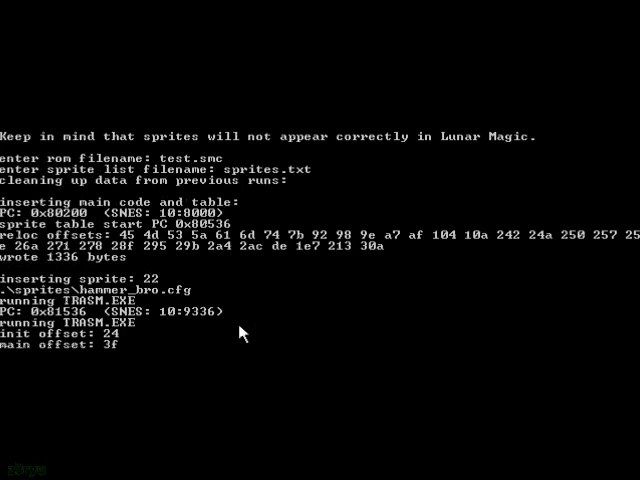 Keep in mind that sprites will not appear correctly in Lunar Magic.
enter rom filename: test.smc
enter sprite list filename: sprites.txt
cleaning up data from previous runs:
inserting main code and table:
PC: 0x80200 (SNES: 10:8000)
sprite table start PC 0x80536
reloc offsets: 45 4d 53 5a 61 6d 74 7b 92 98 9e a7 af 104 10a 242 24a 250 257 25
e 26a 271 278 28f 295 29b 2a4 2ac de 1e7 213 30a
wrote 1336 bytes
inserting sprite: 22
.\sprites\hammer_bro.cfg
running TRASM.EXE
PC: 0x81536 (SNES: 10:9336)
running TRASM.EXE
init offset: 24
main offset: 3f